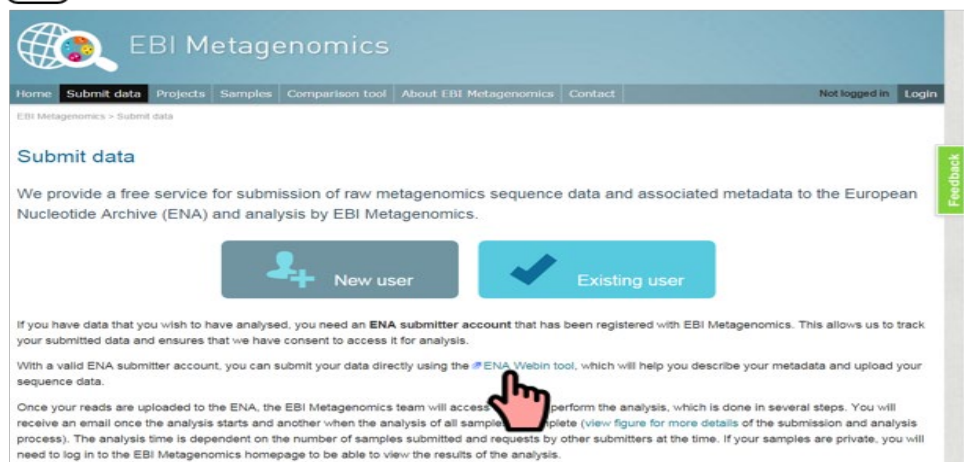 EBI Metagenomics
Home Submit data Projects Samples Comparison tool About EBI Metagenomics Contact Not logged in Login
EBI Metagenomics > Submit data
Submit data
Feedback
We provide a free service for submission of raw metagenomics sequence data and associated metadata to the European
Nucleotide Archive (ENA) and analysis by EBI Metagenomics.
New user Existing user
If you have data that you wish to have analysed, you need an ENA submitter account that has been registered with EBI Metagenomics. This allows us to track
your submitted data and ensures that we have consent to access it for analysis.
With a valid ENA submitter account, you can submit your data directly using the ENA Webin tool, which will help you describe your metadata and upload your
sequence data.
Once your reads are uploaded to the ENA, the EBI Metagenomics team will access perform the analysis, which is done in several steps. You will
receive an email once the analysis starts and another when the analysis of all (view figure for more details of the submission and analysis
process). The analysis time is dependent on the number of samples submitted and requests by other submitters at the time. If your samples are private, you will
need to log in to the EBI Metagenomics homepage to be able to view the results of the analysis.